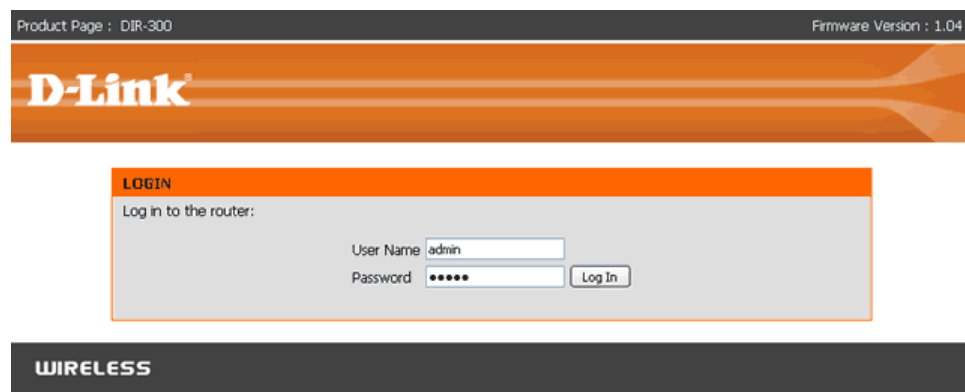 Product Page : DIR-300 Firmware Version : 1.04
D-Link®
LOGIN
Log in to the router:
User Name admin
Password ••••• Log In
WIRELESS